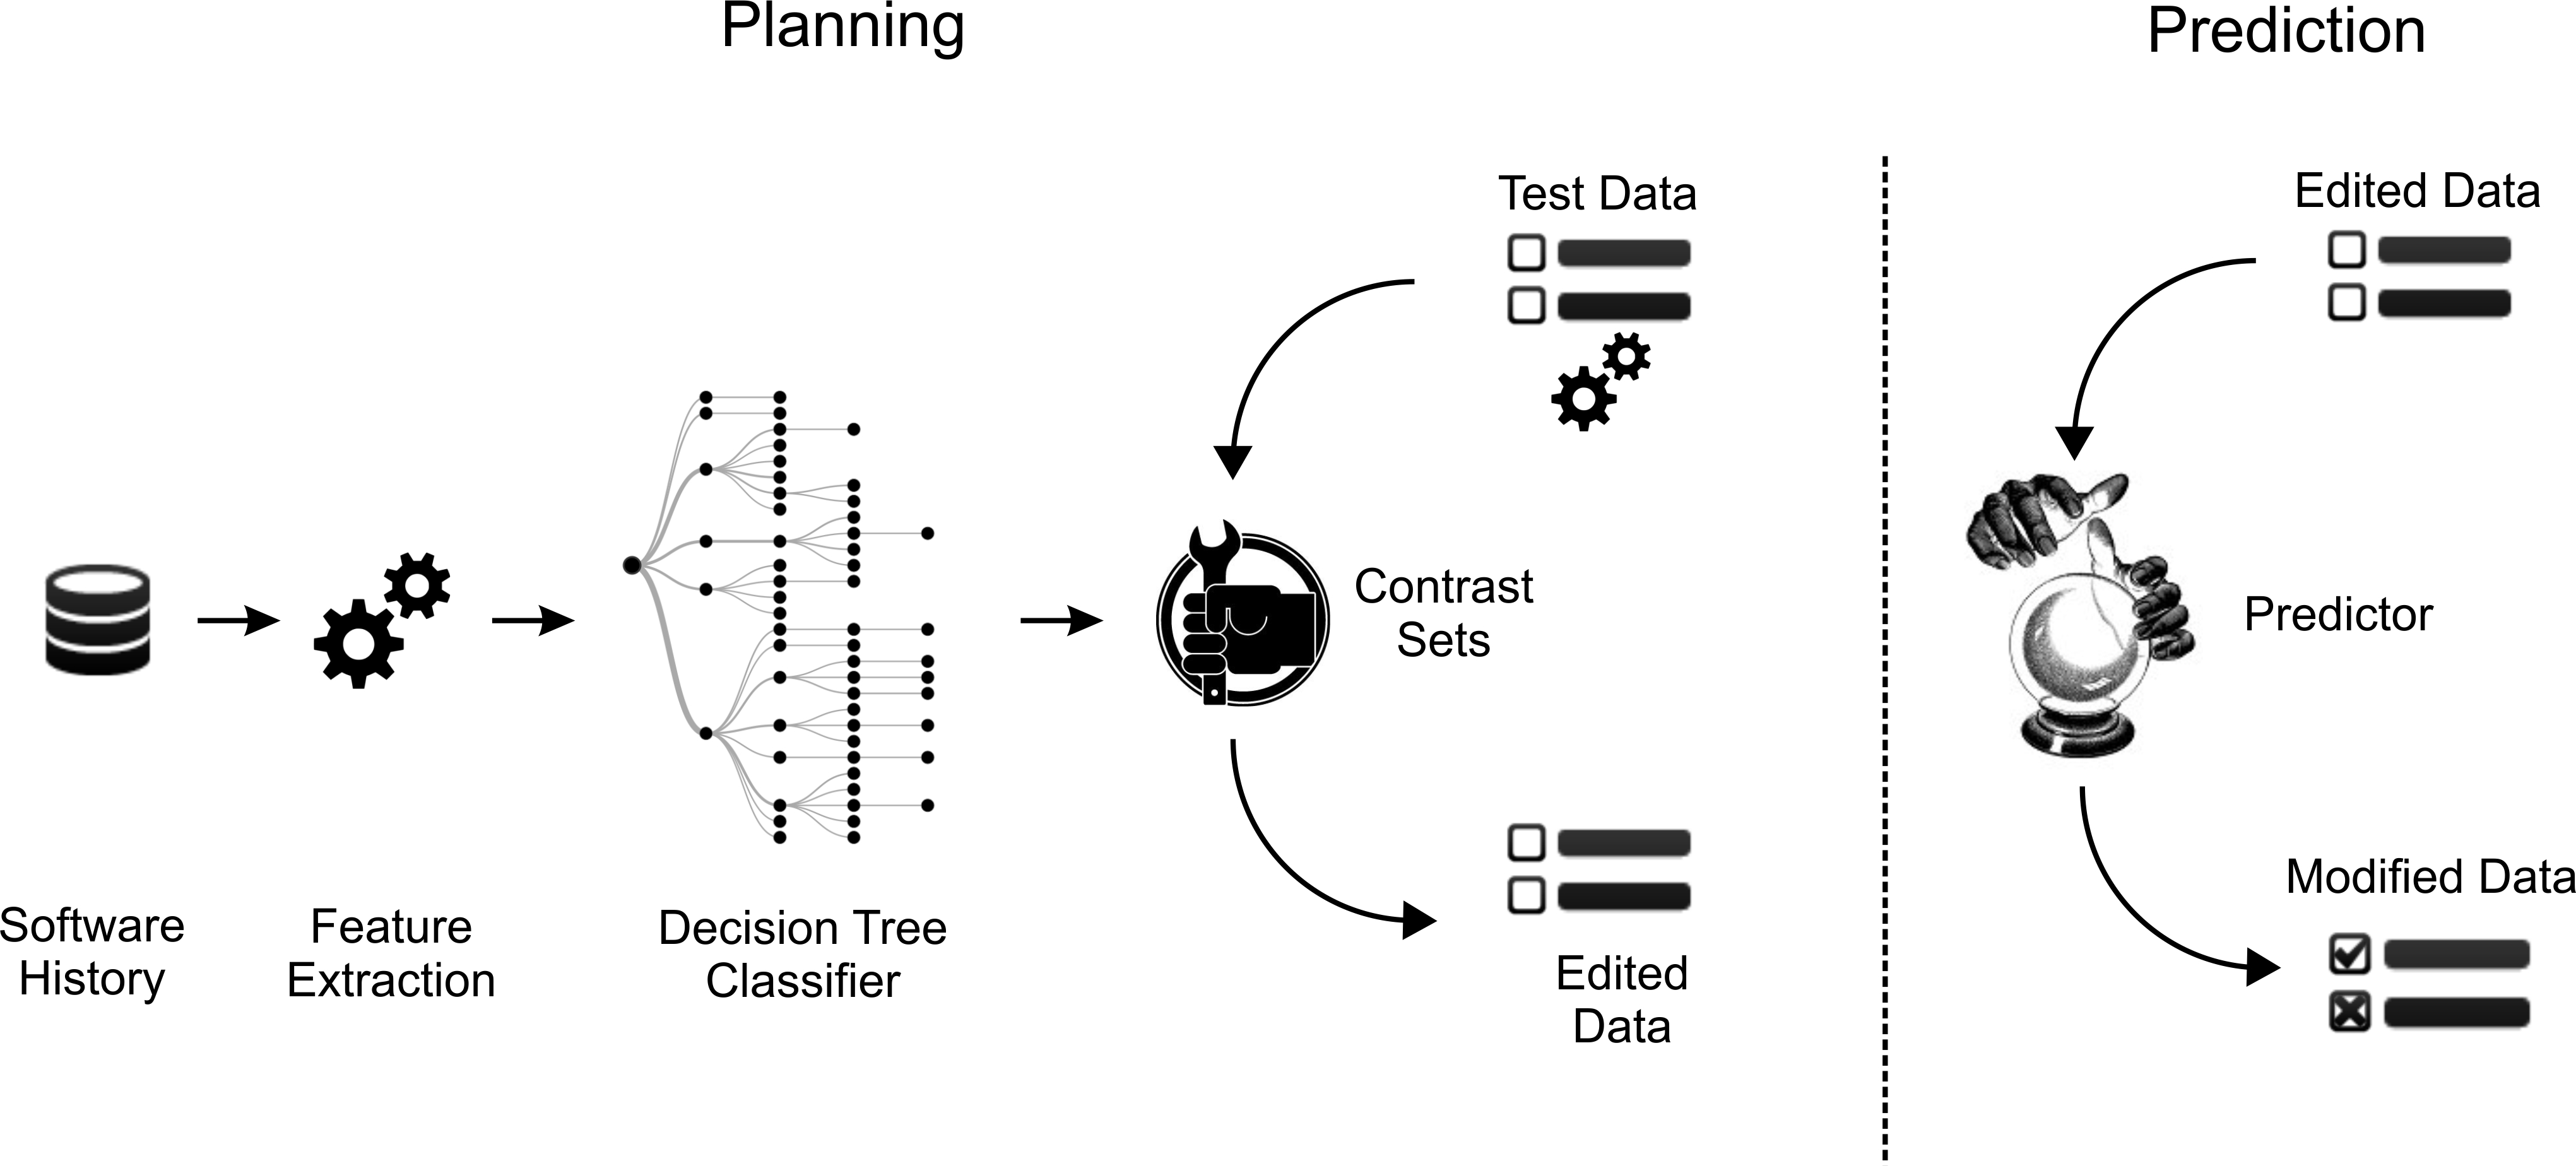 Planning
Prediction
Test Data
Edited Data
Contrast
Sets
Predictor
Modified Data
Software
History
Feature
Extraction
Decision Tree
Classifier
Edited
Data